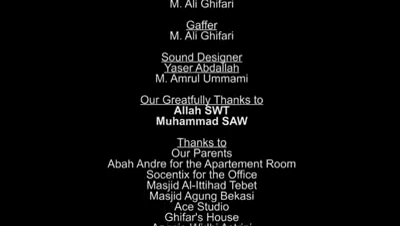 M. Ali Ghifari
Gaffer
M. Ali Ghifari
Sound Designer
Yaser Abdallah
M. Amrul Ummami
Our Greatfully Thanks to
Allah SWT
Muhammad SAW
Thanks to
Our Parents
Abah Andre for the Apartement Room
Socentix for the Office
Masjid Al-Ittihad Tebet
Masjid Agung Bekasi
Ace Studio
Ghifar's House